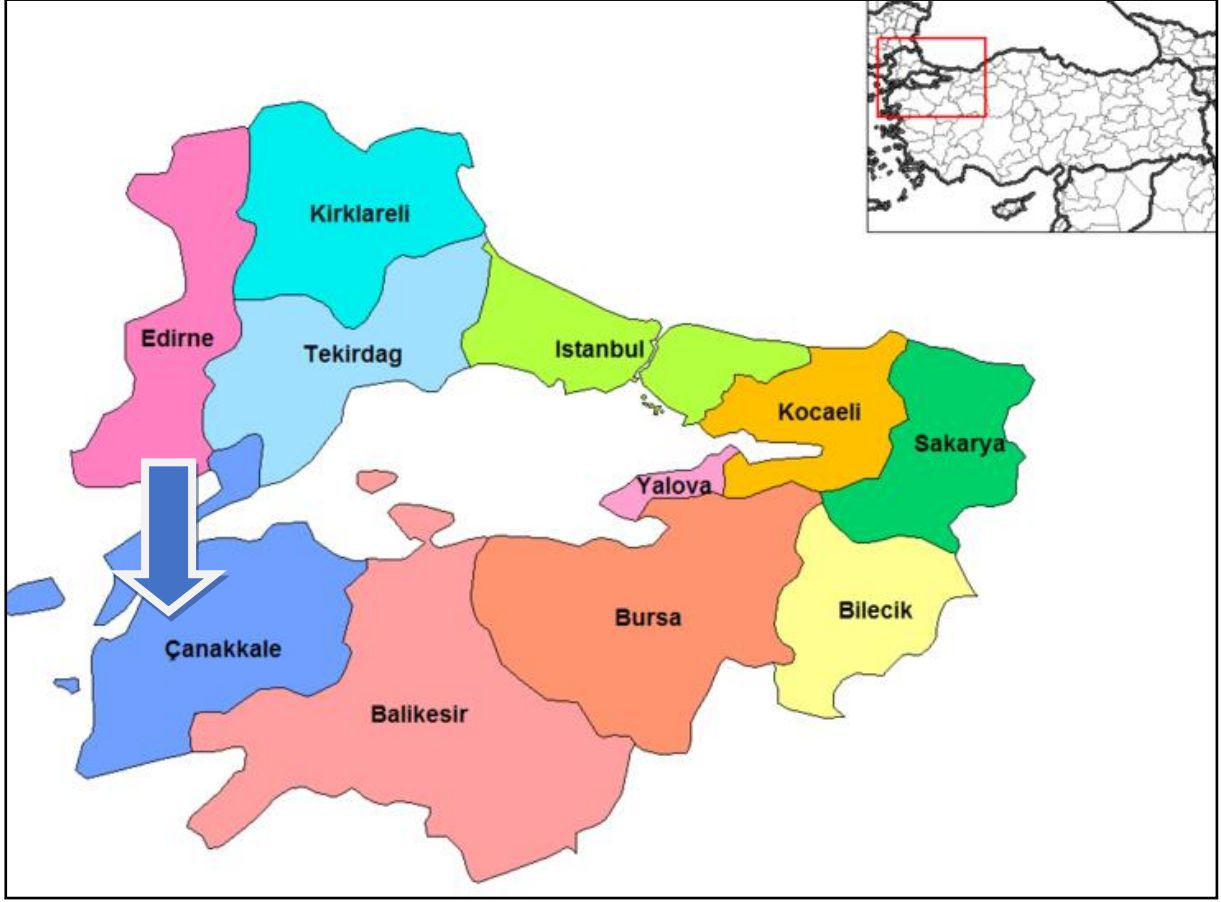 Kirklareli
Edirne
Tekirdag
Istanbul
Kocaeli
Sakarya
Yalova
Bursa
Bilecik
Çanakkale
Balikesir